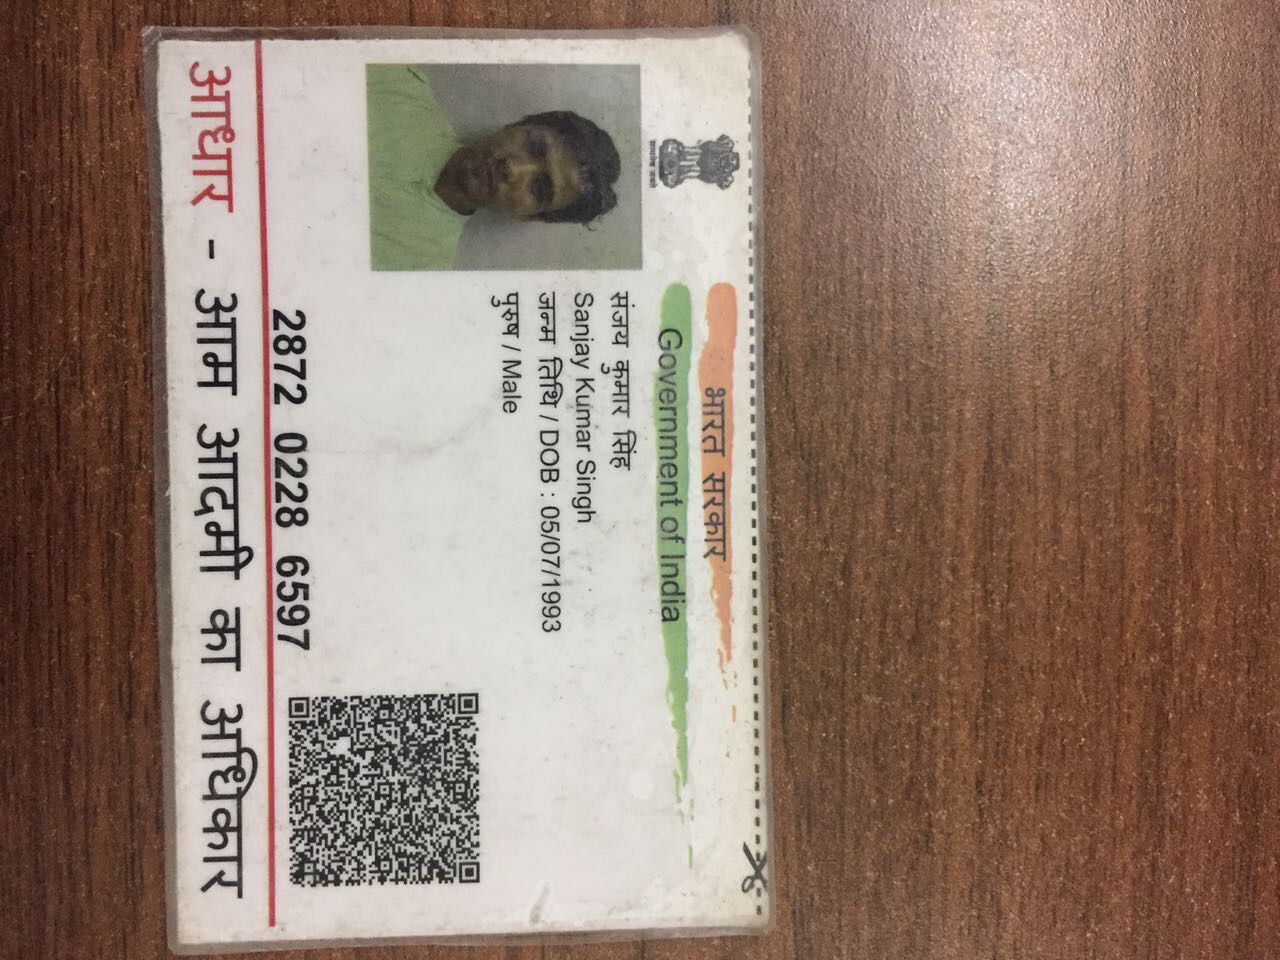 भारत सरकार
Government of India
सत्यमेव जयते
संजय कुमार सिंह
Sanjay Kumar Singh
जन्म तिथि / DOB : 05/07/1993
पुरुष / Male
2872 0228 6597
आधार - आम आदमी का अधिकार